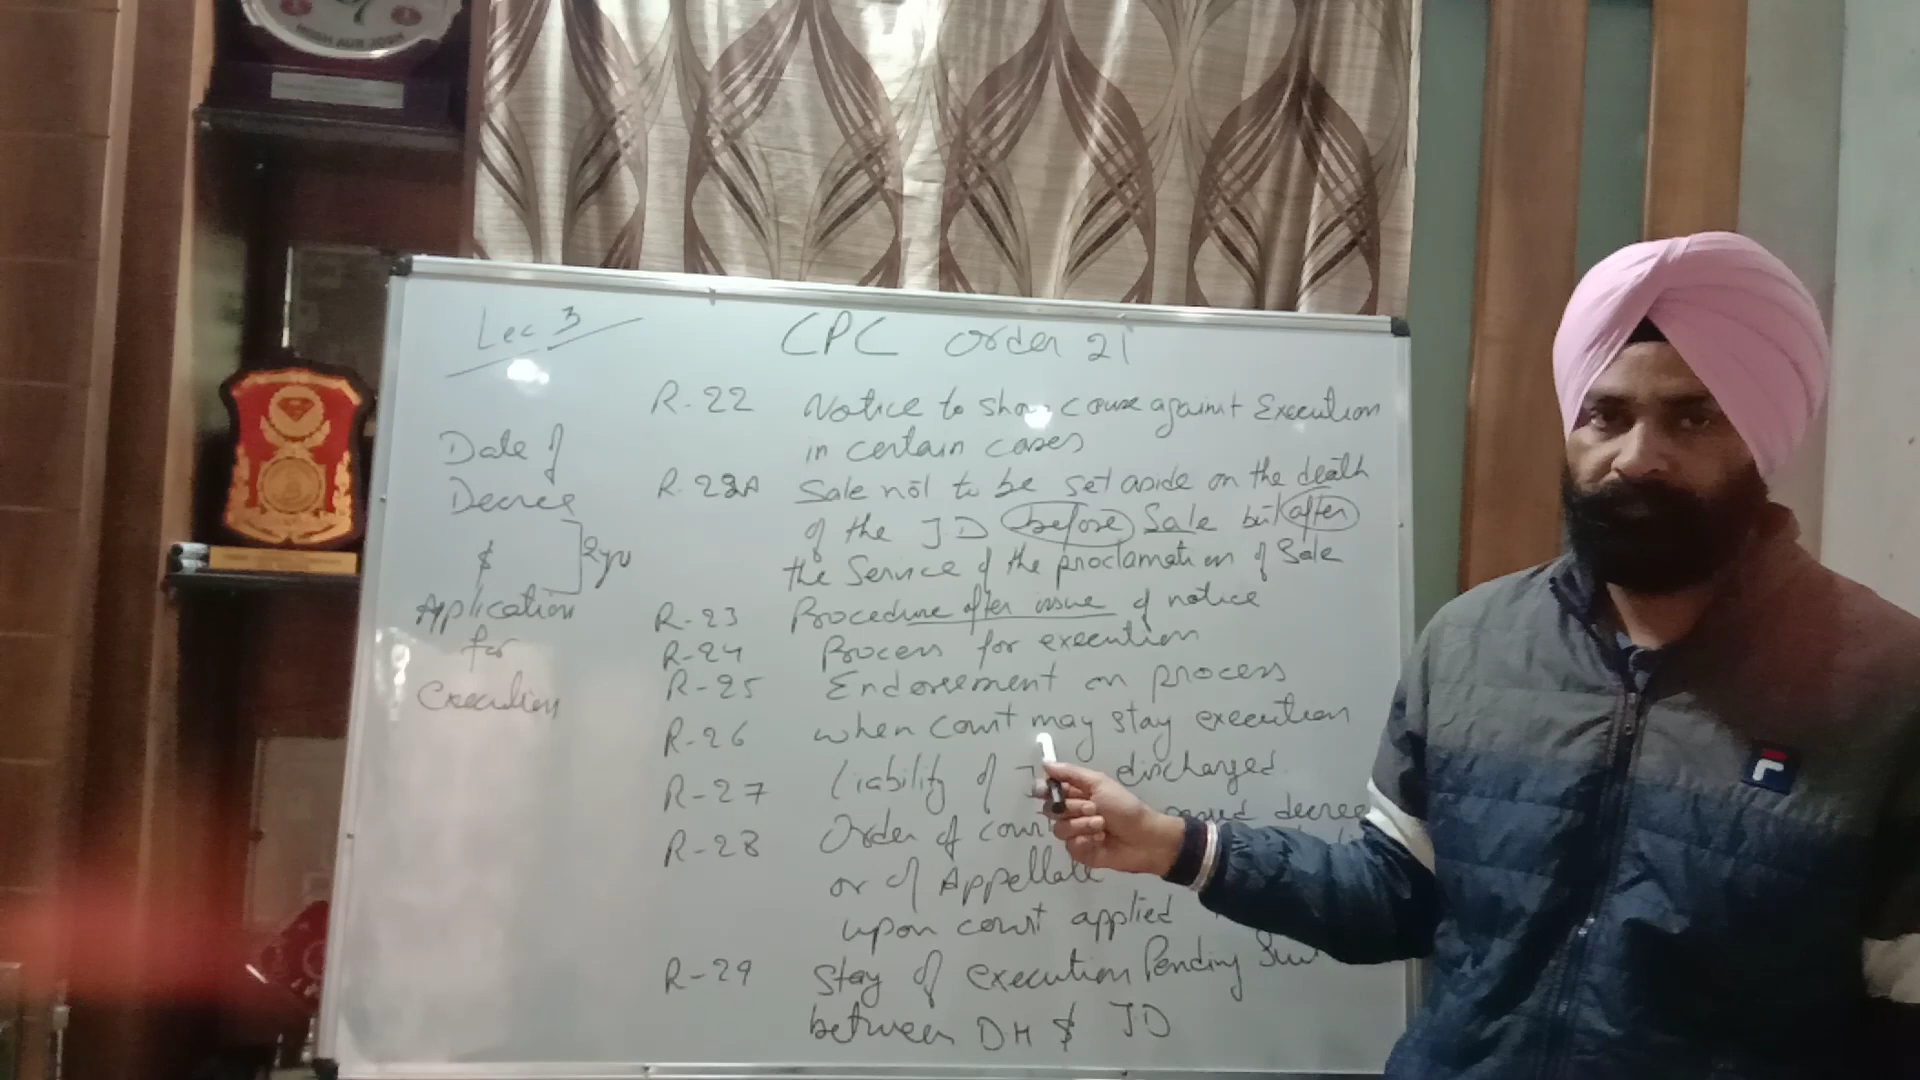 Lec 3
CPC Order 21
R-22 Notice to show cause against Execution
in certain cases
R-22A Sale not to be set aside on the death
of the JD before Sale but after
the Service of the proclamation of Sale
R-23 Procedure after issue of notice
R-24 Process for execution
R-25 Endorsement on process
R-26 when court may stay execution
R-27 Liability of discharged
R-28 Order of court decree
or of Appellate
upon court applied
R-29 Stay of execution Pending Suit
between DH & JD
Date of
Decree
&
Application
for
Execution
2yr